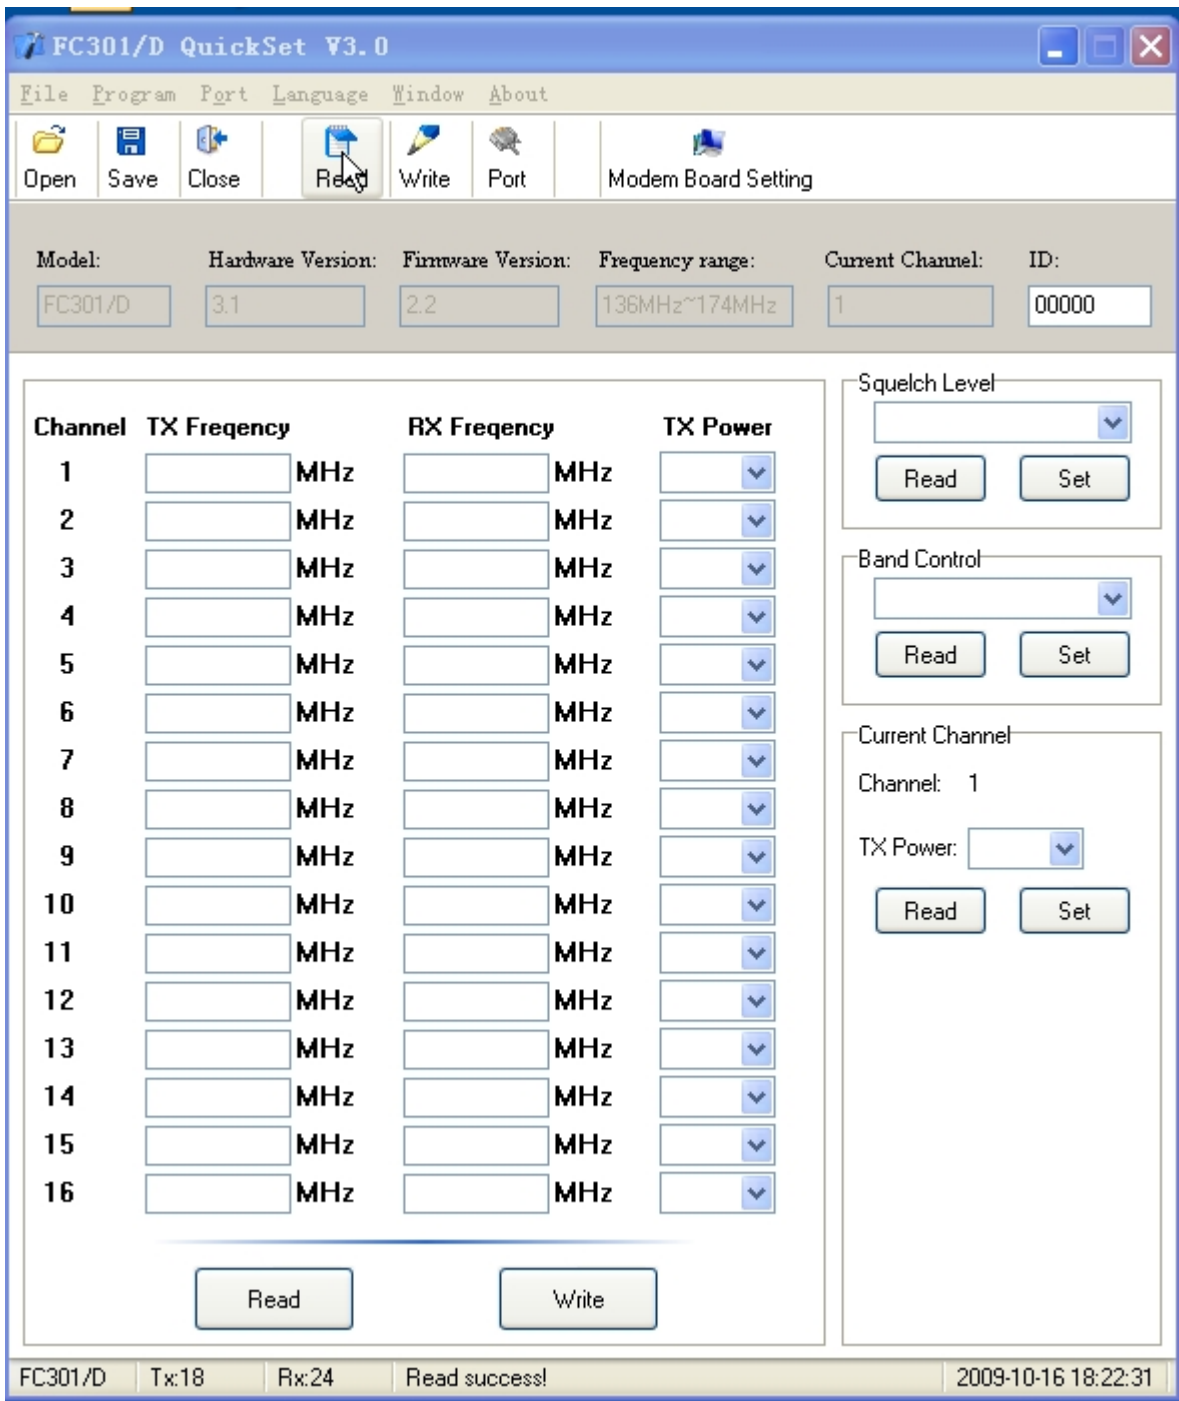 FC301/D QuickSet V3.0
File Program Port Language Window About
Open Save Close Read Write Port Modem Board Setting
Model: Hardware Version: Firmware Version: Frequency range: Current Channel: ID:
FC301/D 3.1 2.2 136MHz~174MHz 1 00000
Squelch Level
Channel TX Freqency RX Freqency TX Power
1 MHz MHz
Read Set
2 MHz MHz
3 MHz MHz
Band Control
4 MHz MHz
5 MHz MHz
Read Set
6 MHz MHz
7 MHz MHz
Current Channel
Channel: 1
8 MHz MHz
9 MHz MHz
TX Power:
10 MHz MHz
Read Set
11 MHz MHz
12 MHz MHz
13 MHz MHz
14 MHz MHz
15 MHz MHz
16 MHz MHz
Read Write
FC301/D Tx:18 Rx:24 Read success! 2009-10-16 18:22:31